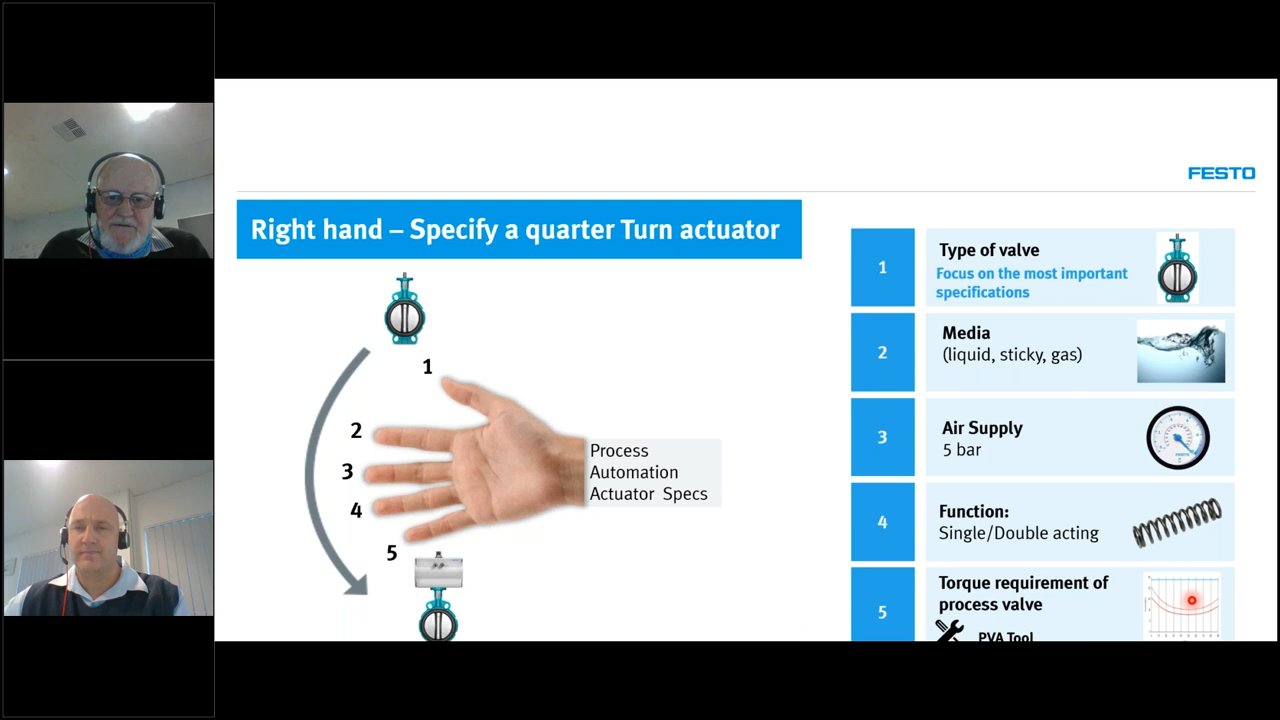 FESTO
Right hand – Specify a quarter Turn actuator
1
2
3
4
5
Process
Automation
Actuator Specs
1
Type of valve
Focus on the most important
specifications
2
Media
(liquid, sticky, gas)
3
Air Supply
5 bar
4
Function:
Single/Double acting
5
Torque requirement of
process valve
PVA Tool